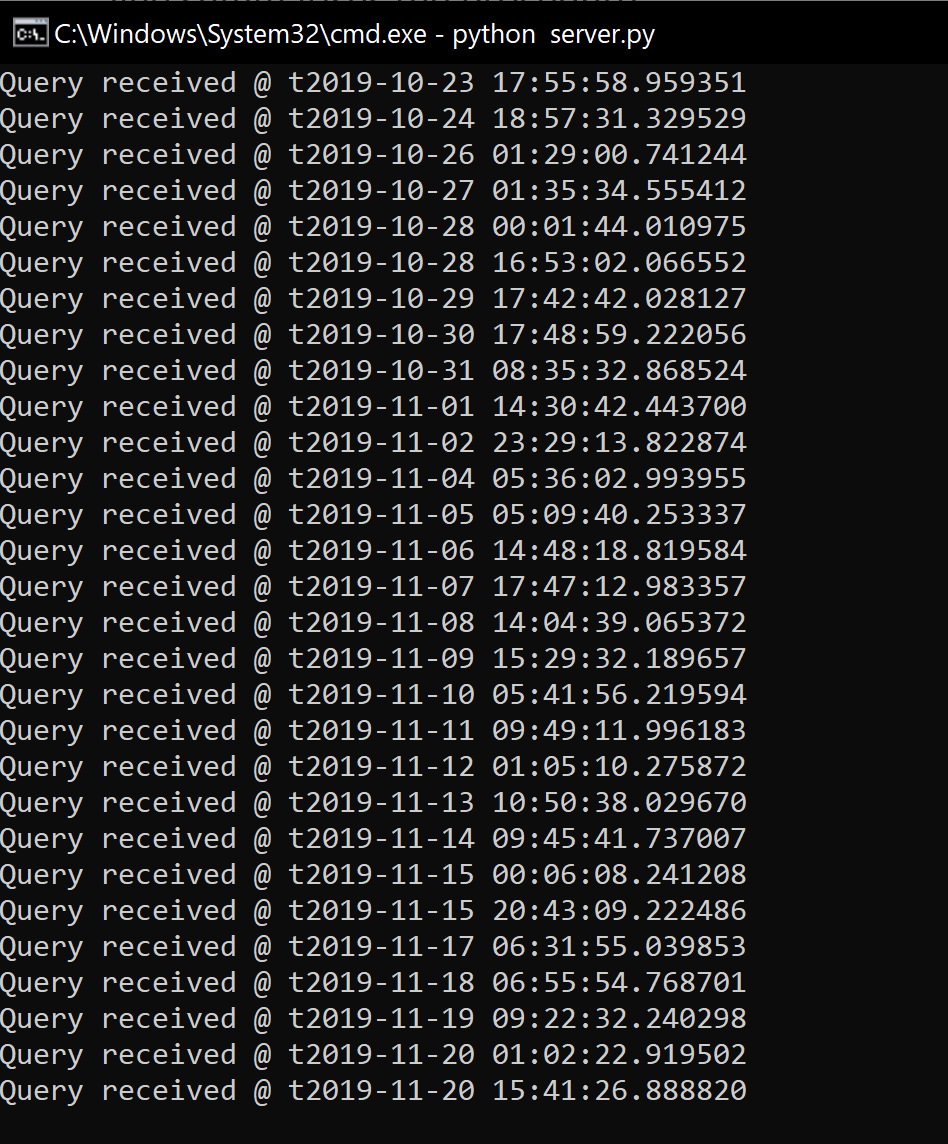 C:\Windows\System32\cmd.exe - python  server.py
Query received @ t2019-10-23 17:55:58.959351
Query received @ t2019-10-24 18:57:31.329529
Query received @ t2019-10-26 01:29:00.741244
Query received @ t2019-10-27 01:35:34.555412
Query received @ t2019-10-28 00:01:44.010975
Query received @ t2019-10-28 16:53:02.066552
Query received @ t2019-10-29 17:42:42.028127
Query received @ t2019-10-30 17:48:59.222056
Query received @ t2019-10-31 08:35:32.868524
Query received @ t2019-11-01 14:30:42.443700
Query received @ t2019-11-02 23:29:13.822874
Query received @ t2019-11-04 05:36:02.993955
Query received @ t2019-11-05 05:09:40.253337
Query received @ t2019-11-06 14:48:18.819584
Query received @ t2019-11-07 17:47:12.983357
Query received @ t2019-11-08 14:04:39.065372
Query received @ t2019-11-09 15:29:32.189657
Query received @ t2019-11-10 05:41:56.219594
Query received @ t2019-11-11 09:49:11.996183
Query received @ t2019-11-12 01:05:10.275872
Query received @ t2019-11-13 10:50:38.029670
Query received @ t2019-11-14 09:45:41.737007
Query received @ t2019-11-15 00:06:08.241208
Query received @ t2019-11-15 20:43:09.222486
Query received @ t2019-11-17 06:31:55.039853
Query received @ t2019-11-18 06:55:54.768701
Query received @ t2019-11-19 09:22:32.240298
Query received @ t2019-11-20 01:02:22.919502
Query received @ t2019-11-20 15:41:26.888820